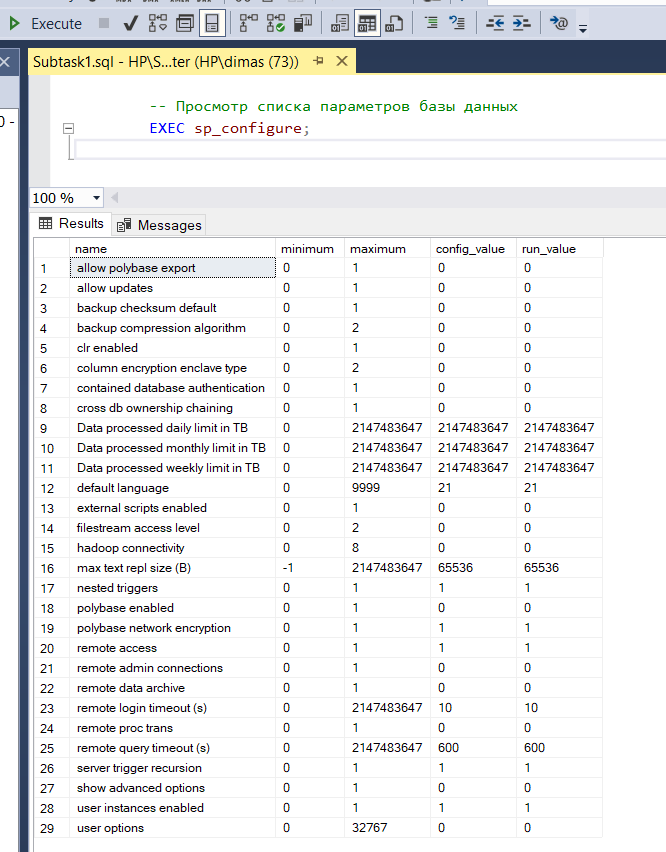 Execute
Subtask1.sql - HP\S...ter (HP\dimas (73))
0 -
-- Просмотр списка параметров базы данных
EXEC sp_configure;
100 %
Results Messages
name minimum maximum config_value run_value
1 allow polybase export 0 1 0 0
2 allow updates 0 1 0 0
3 backup checksum default 0 1 0 0
4 backup compression algorithm 0 2 0 0
5 clr enabled 0 1 0 0
6 column encryption enclave type 0 2 0 0
7 contained database authentication 0 1 0 0
8 cross db ownership chaining 0 1 0 0
9 Data processed daily limit in TB 0 2147483647 2147483647 2147483647
10 Data processed monthly limit in TB 0 2147483647 2147483647 2147483647
11 Data processed weekly limit in TB 0 2147483647 2147483647 2147483647
12 default language 0 9999 21 21
13 external scripts enabled 0 1 0 0
14 filestream access level 0 2 0 0
15 hadoop connectivity 0 8 0 0
16 max text repl size (B) -1 2147483647 65536 65536
17 nested triggers 0 1 1 1
18 polybase enabled 0 1 0 0
19 polybase network encryption 0 1 1 1
20 remote access 0 1 1 1
21 remote admin connections 0 1 0 0
22 remote data archive 0 1 0 0
23 remote login timeout (s) 0 2147483647 10 10
24 remote proc trans 0 1 0 0
25 remote query timeout (s) 0 2147483647 600 600
26 server trigger recursion 0 1 1 1
27 show advanced options 0 1 0 0
28 user instances enabled 0 1 1 1
29 user options 0 32767 0 0